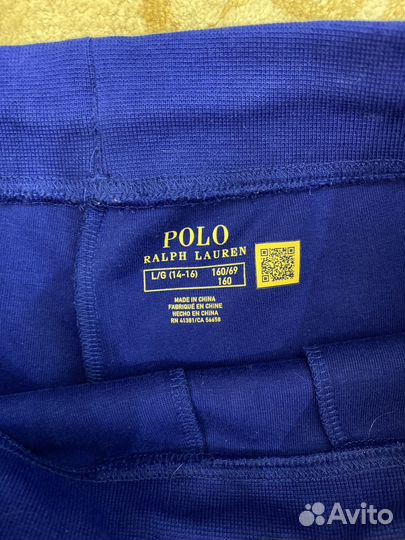 POLO
RALPH LAUREN
L/G (14-16) 160/69
160
MADE IN CHINA
FABRIQUÉ EN CHINE
HECHO EN CHINA
RN 41381/CA 56658
Avito